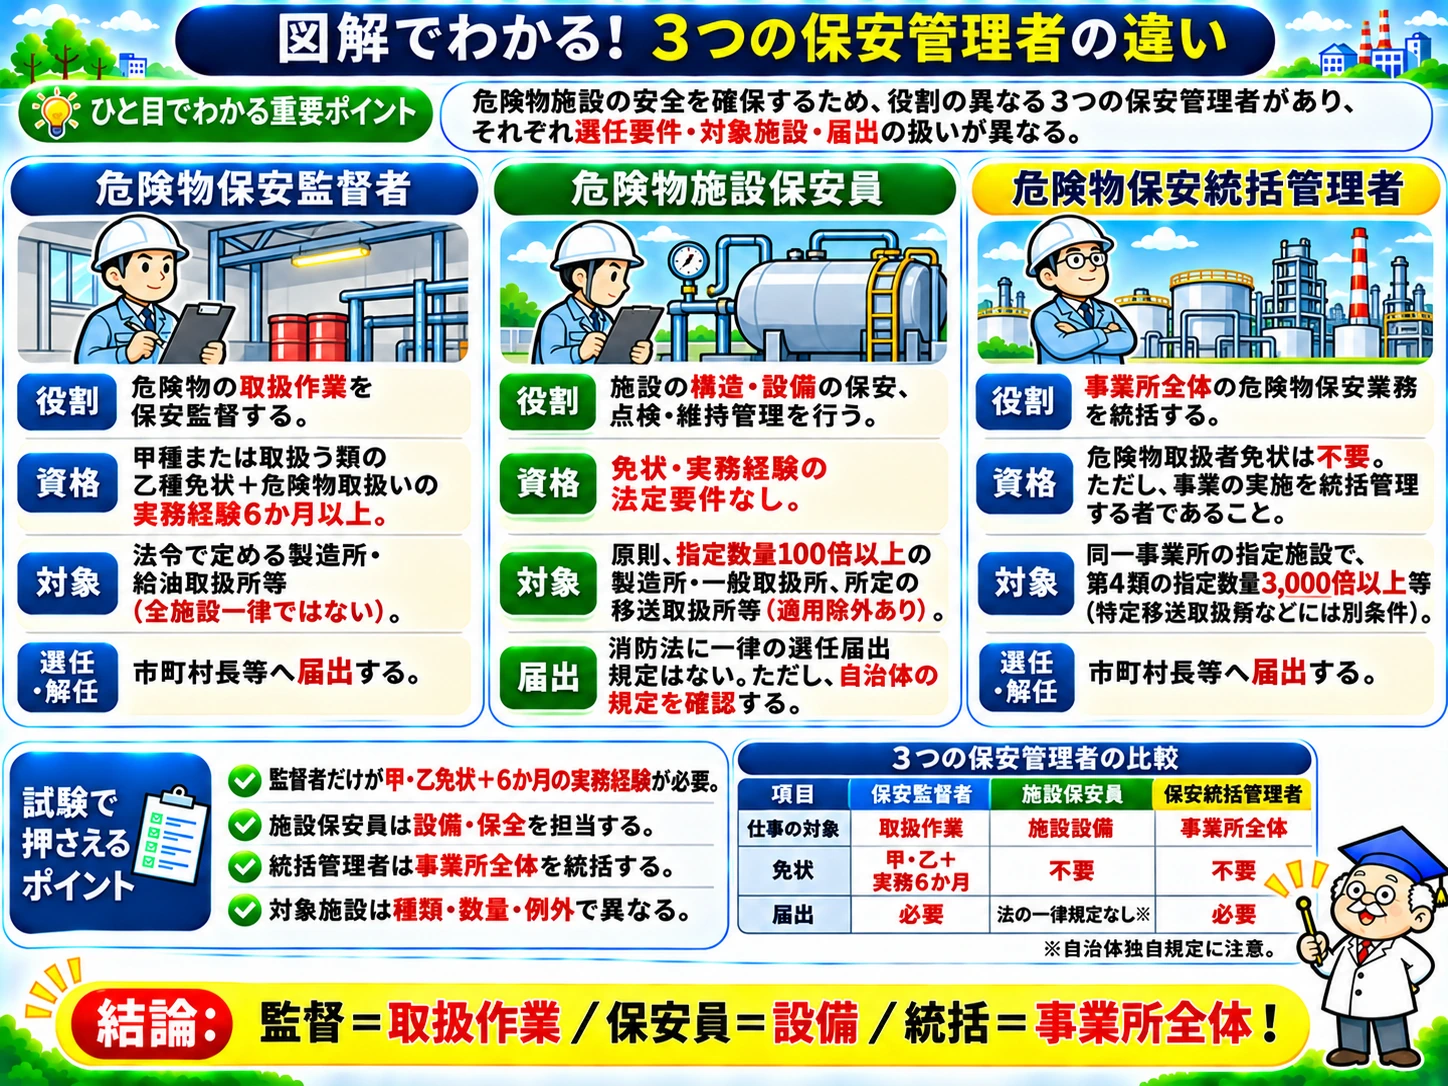 図解でわかる！３つの保安管理者の違い
ひと目でわかる重要ポイント
危険物施設の安全を確保するため、役割の異なる３つの保安管理者があり、
それぞれ選任要件・対象施設・届出の扱いが異なる。
危険物保安監督者
役割
危険物の取扱作業を
保安監督する。
資格
甲種または取扱う類の
乙種免状＋危険物取扱いの
実務経験６か月以上。
対象
法令で定める製造所・
給油取扱所等
（全施設一律ではない）。
選任
・解任
市町村長等へ届出する。
危険物施設保安員
役割
施設の構造・設備の保安、
点検・維持管理を行う。
資格
免状・実務経験の
法定要件なし。
対象
原則、指定数量100倍以上の
製造所・一般取扱所、所定の
移送取扱所等（適用除外あり）。
届出
消防法に一律の選任届出
規定はない。ただし、自治体の
規定を確認する。
危険物保安統括管理者
役割
事業所全体の危険物保安業務
を統括する。
資格
危険物取扱者免状は不要。
ただし、事業の実施を統括管理
する者であること。
対象
同一事業所の指定施設で、
第４類の指定数量3,000倍以上等
（特定移送取扱所などには別条件）。
選任
・解任
市町村長等へ届出する。
試験で
押さえる
ポイント
監督者だけが甲・乙免状＋６か月の実務経験が必要。
施設保安員は設備・保全を担当する。
統括管理者は事業所全体を統括する。
対象施設は種類・数量・例外で異なる。
３つの保安管理者の比較
項目 保安監督者 施設保安員 保安統括管理者
仕事の対象 取扱作業 施設設備 事業所全体
免状 甲・乙＋ 不要 不要
実務６か月
届出 必要 法の一律規定なし※ 必要
※自治体独自規定に注意。
結論：
監督＝取扱作業／保安員＝設備／統括＝事業所全体！